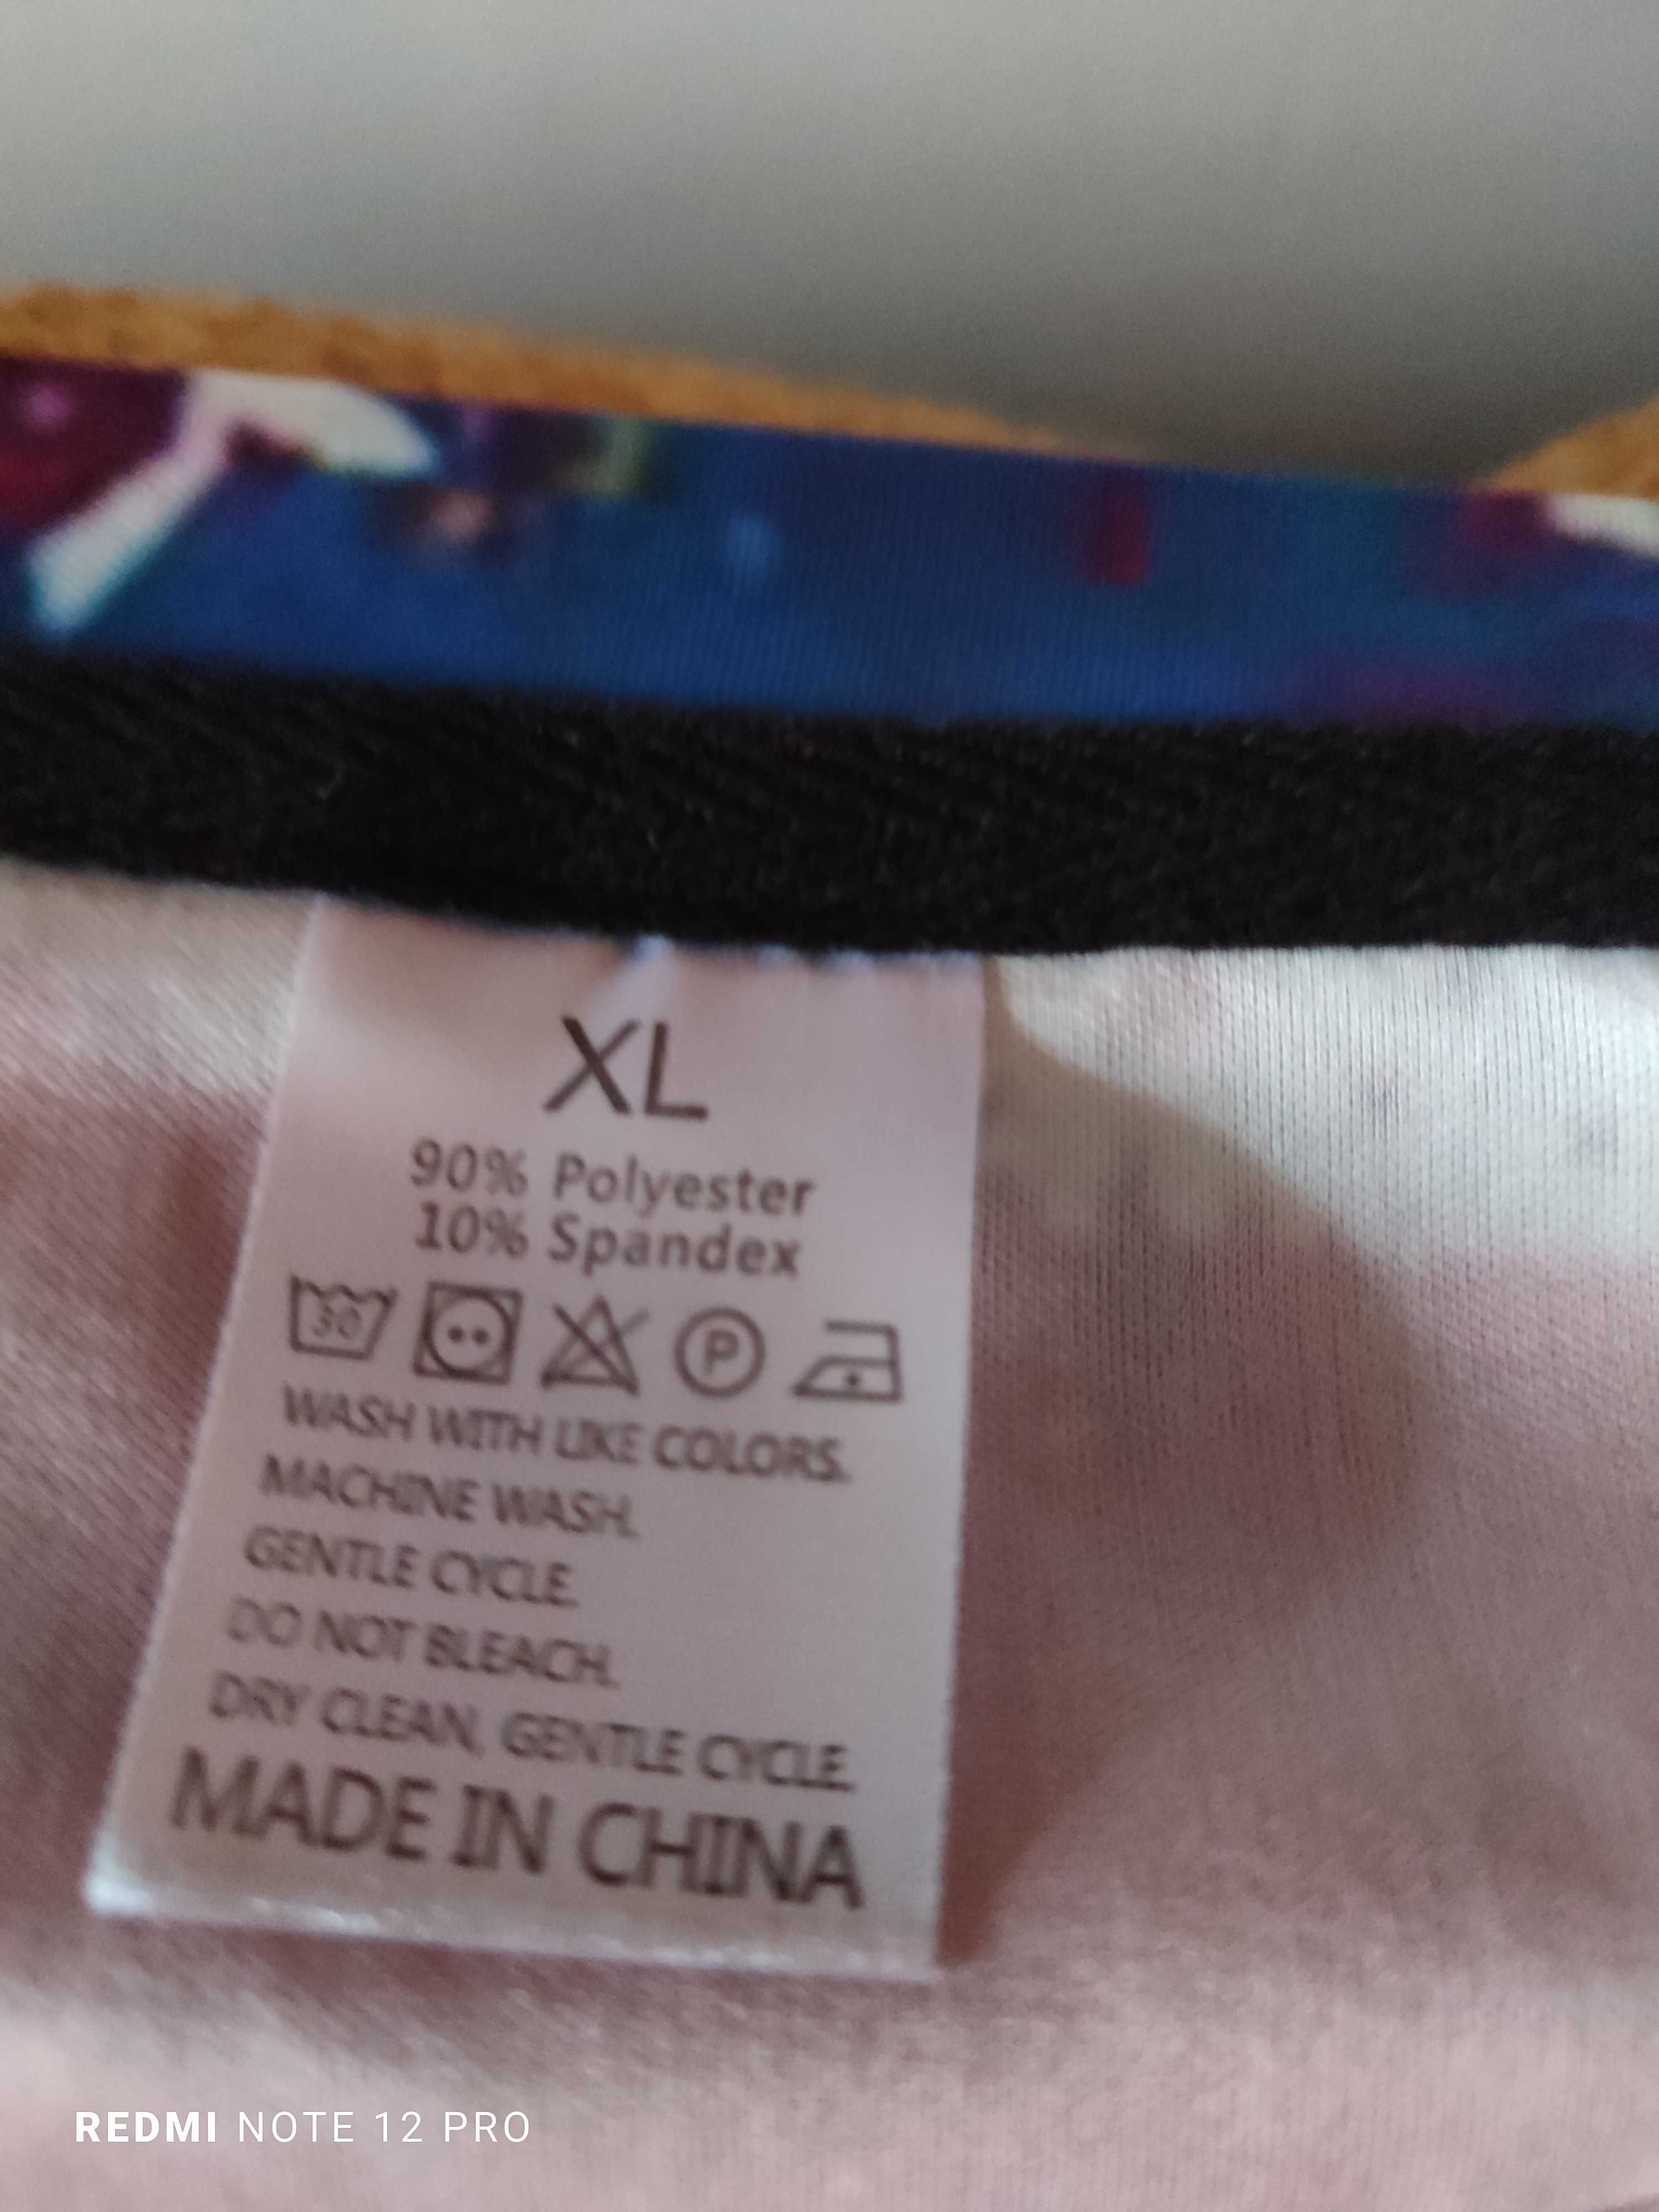 XL
90% Polyester
10% Spandex
30 P
WASH WITH LIKE COLORS.
MACHINE WASH.
GENTLE CYCLE.
DO NOT BLEACH.
DRY CLEAN, GENTLE CYCLE.
MADE IN CHINA
REDMI NOTE 12 PRO